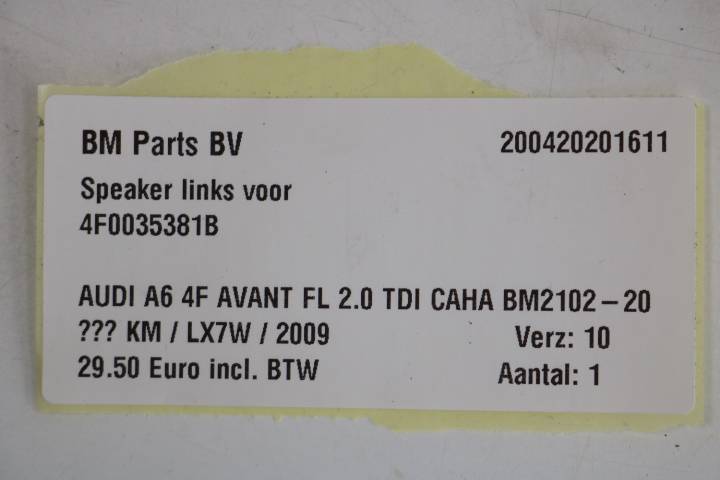 BM Parts BV 200420201611
Speaker links voor
4F0035381B
AUDI A6 4F AVANT FL 2.0 TDI CAHA BM2102-20
??? KM / LX7W / 2009 Verz: 10
29.50 Euro incl. BTW Aantal: 1